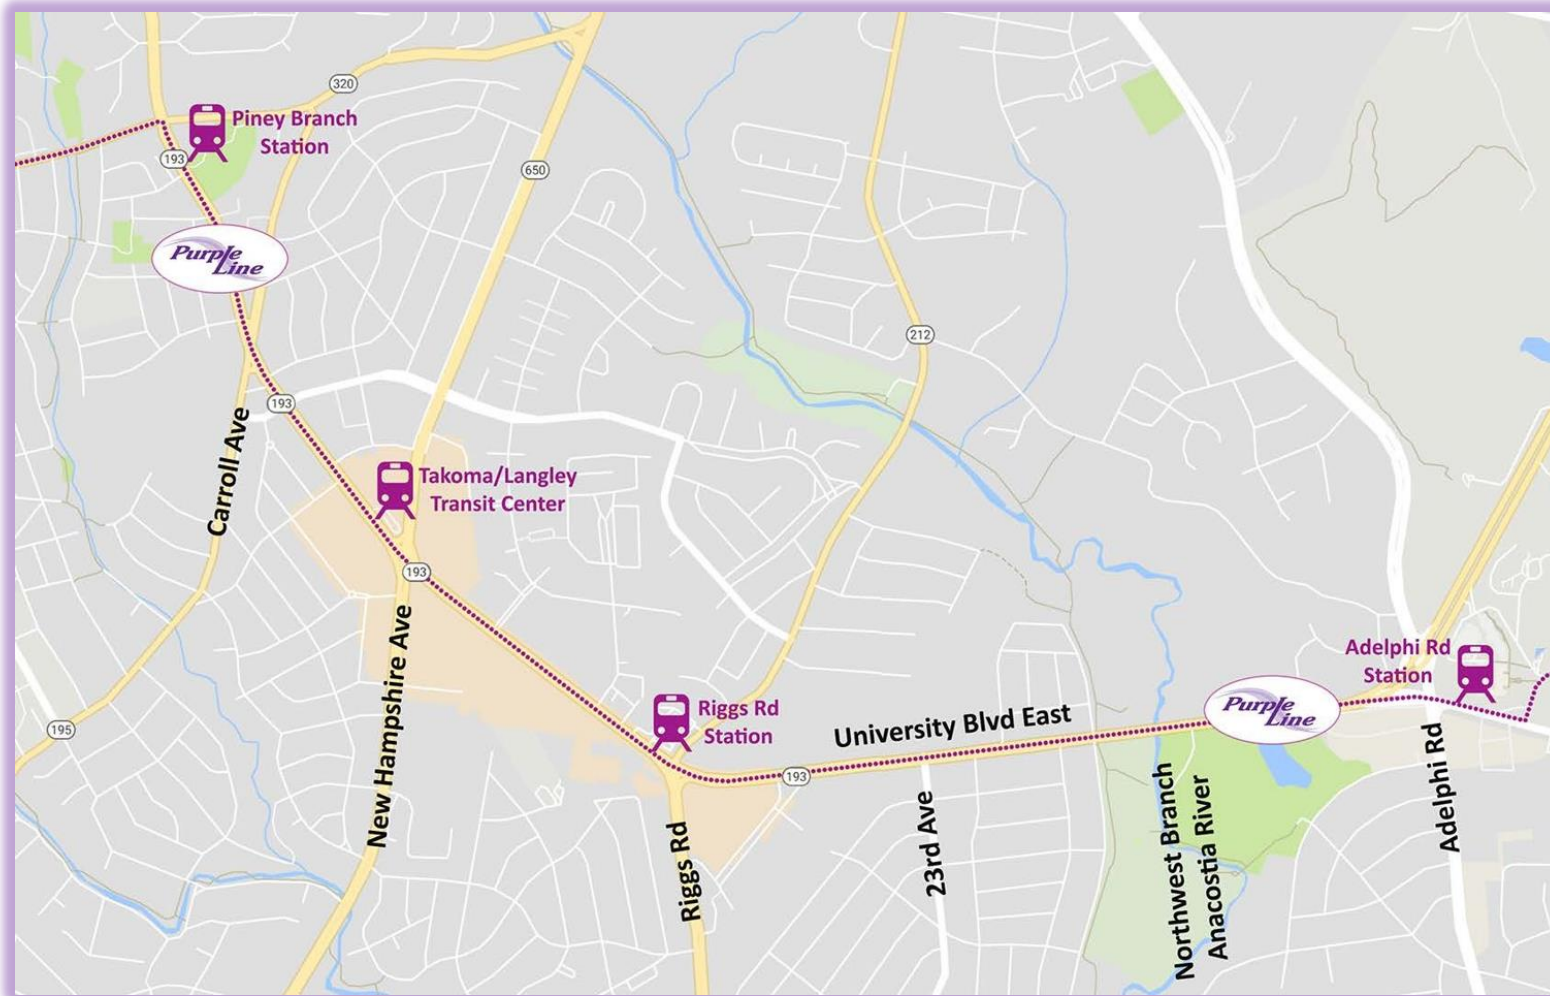 320
Piney Branch
Station
193
650
Purple
Line
212
193
Carroll Ave
Takoma/Langley
Transit Center
193
New Hampshire Ave
Adelphi Rd
Station
Riggs Rd
Station
University Blvd East
Purple
Line
195
193
Riggs Rd
23rd Ave
Northwest Branch
Anacostia River
Adelphi Rd